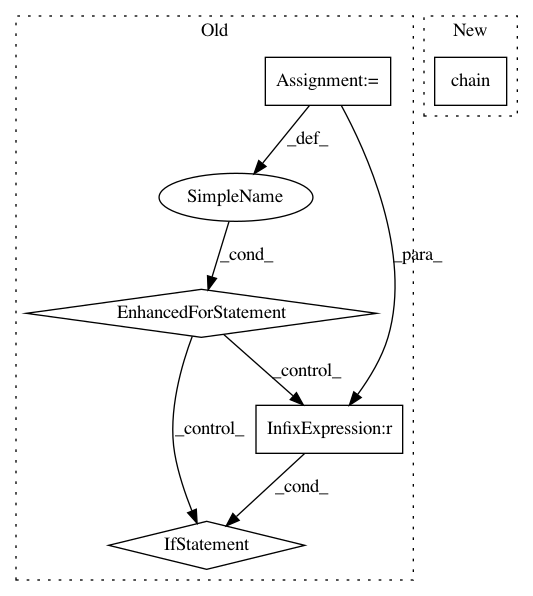 Old
New
Assignment:=
chain
_def_
SimpleName
_cond_
_para_
EnhancedForStatement
_control_
_control_
InfixExpression:r
_cond_
IfStatement